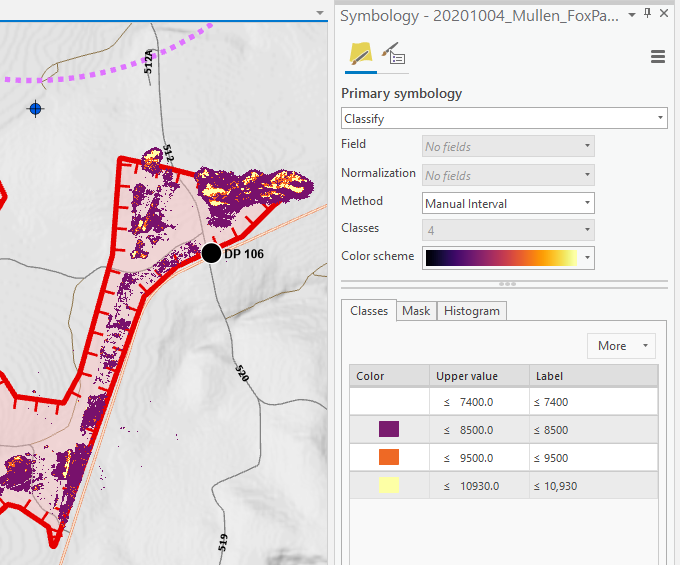 512A
512
DP 106
520
519
Symbology - 20201004_Mullen_FoxPa...
Primary symbology
Classify
Field No fields
Normalization No fields
Method Manual Interval
Classes 4
Color scheme
Classes Mask Histogram
More
Color Upper value Label
≤ 7400.0 ≤ 7400
≤ 8500.0 ≤ 8500
≤ 9500.0 ≤ 9500
≤ 10930.0 ≤ 10,930